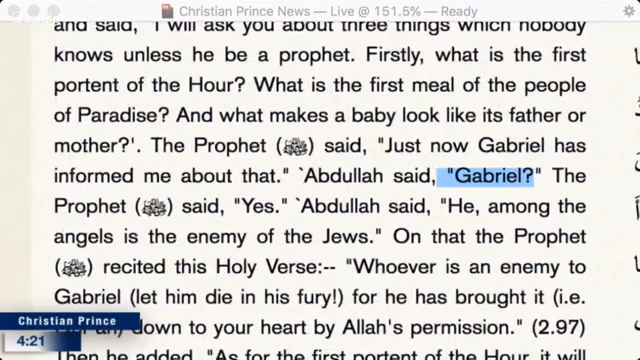 Christian Prince News — Live @ 151.5% — Ready
and said, "I will ask you about three things which nobody
knows unless he be a prophet. Firstly, what is the first
portent of the Hour? What is the first meal of the people
of Paradise? And what makes a baby look like its father or
mother?'. The Prophet (ﷺ) said, "Just now Gabriel has
informed me about that." `Abdullah said, "Gabriel?" The
Prophet (ﷺ) said, "Yes." `Abdullah said, "He, among the
angels is the enemy of the Jews." On that the Prophet
(ﷺ) recited this Holy Verse:-- "Whoever is an enemy to
Gabriel (let him die in his fury!) for he has brought it (i.e.
down to your heart by Allah's permission." (2.97)
Then he added, "As for the first portent of the Hour, it will
Christian Prince
4:21